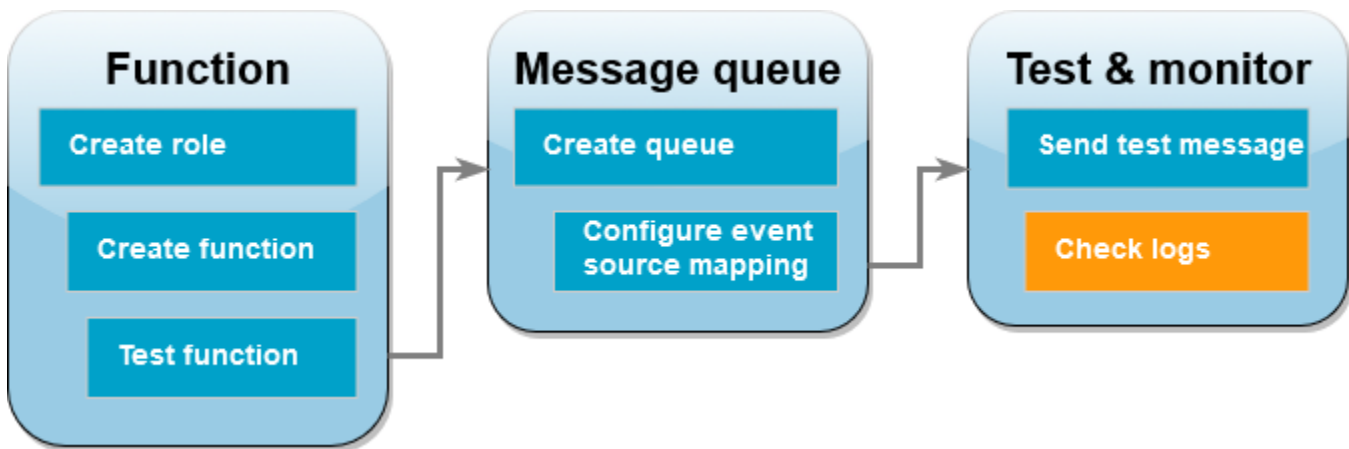 Function
Create role
Create function
Test function
Message queue
Create queue
Configure event
source mapping
Test & monitor
Send test message
Check logs